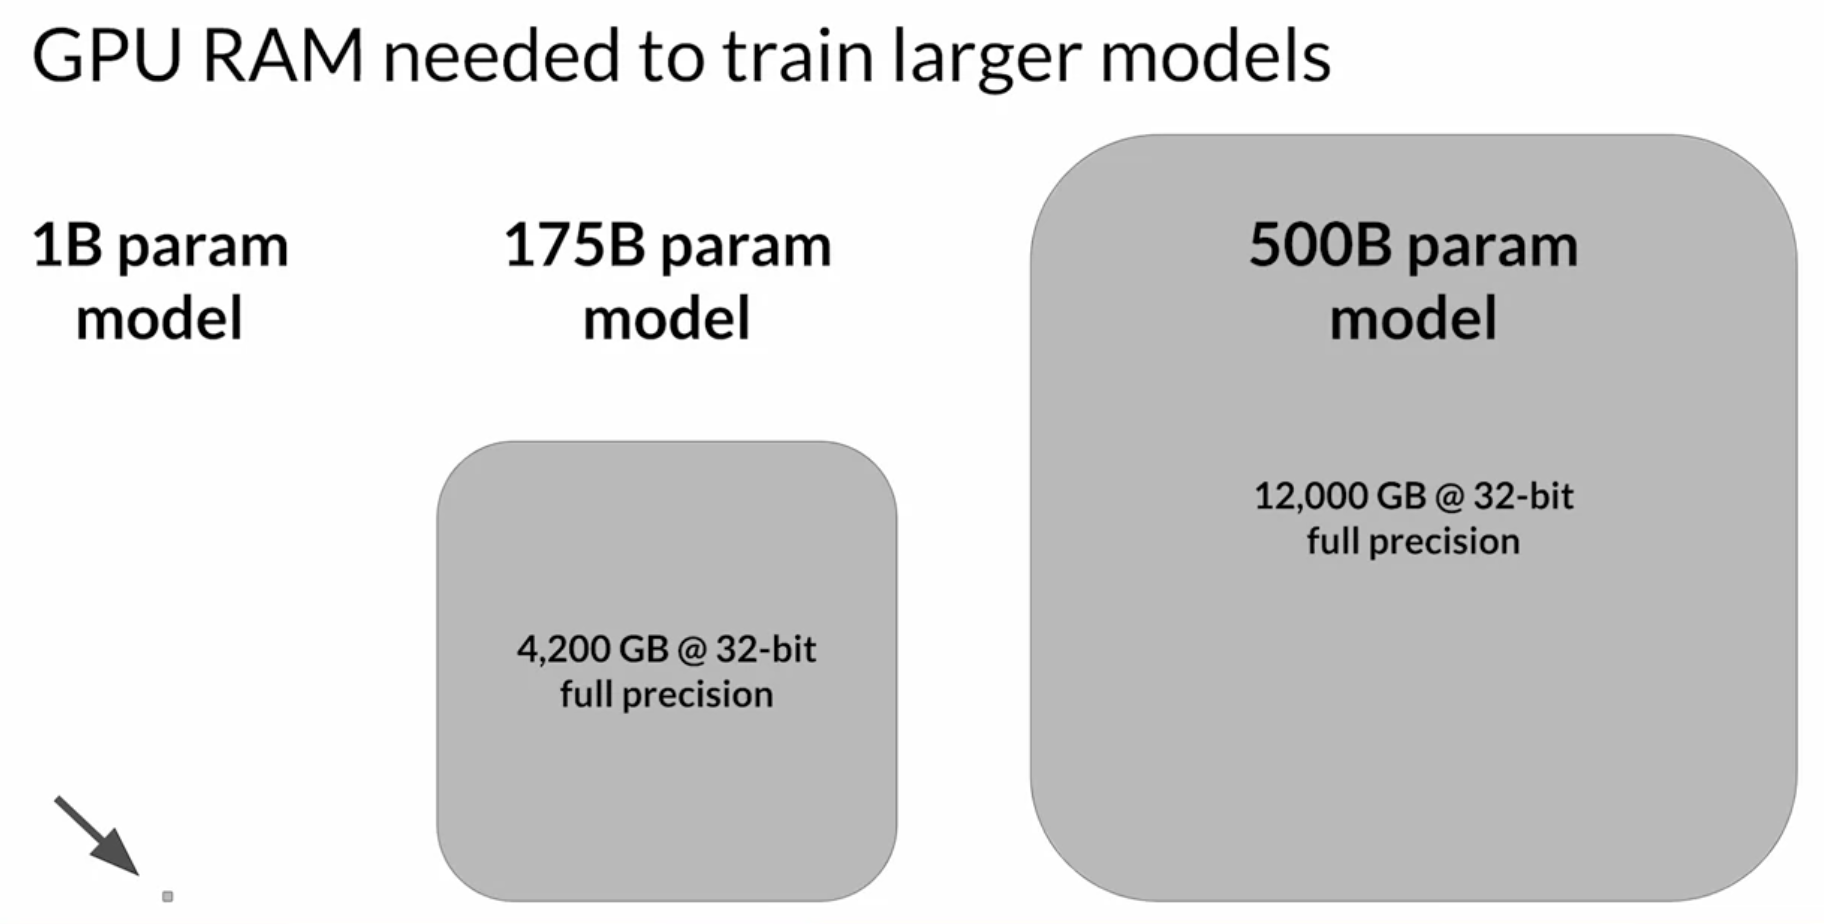 GPU RAM needed to train larger models
1B param
model
175B param
model
500B param
model
4,200 GB @ 32-bit
full precision
12,000 GB @ 32-bit
full precision